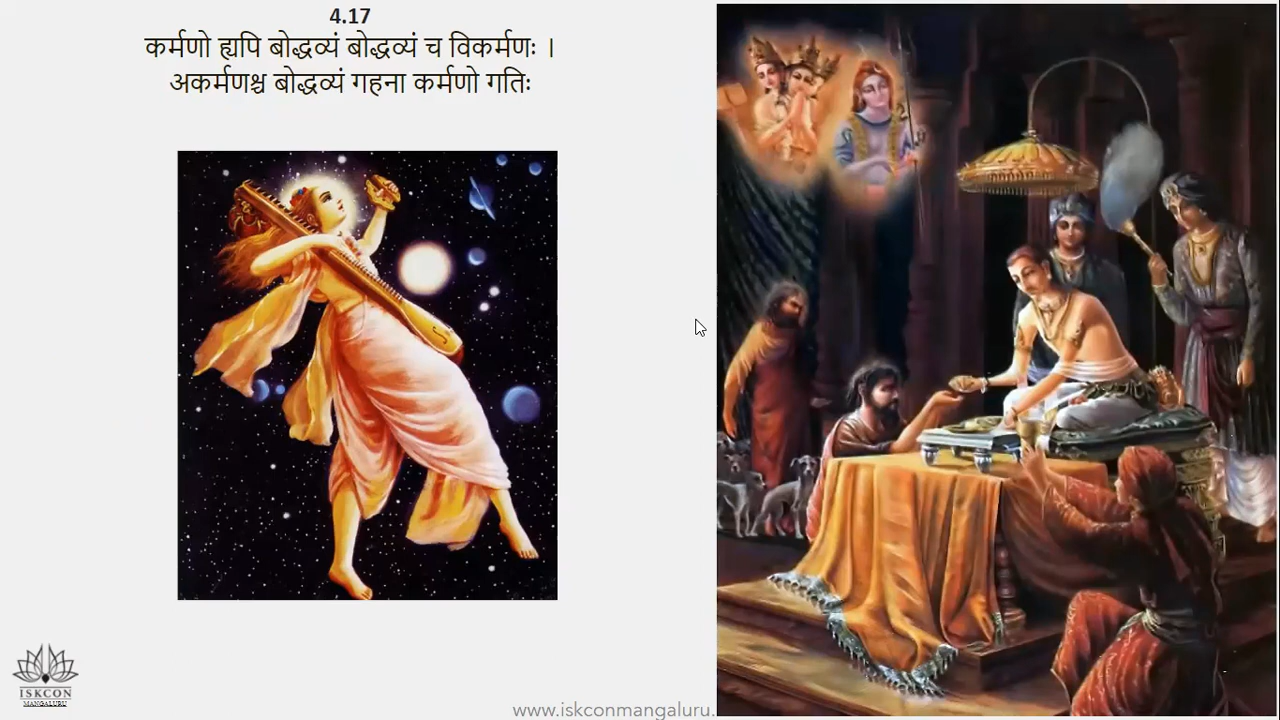 4.17
कर्मणो ह्यपि बोद्धव्यं बोद्धव्यं च विकर्मणः ।
अकर्मणश्च बोद्धव्यं गहना कर्मणो गतिः
ISKCON
MANGALURU
www.iskconmangaluru.